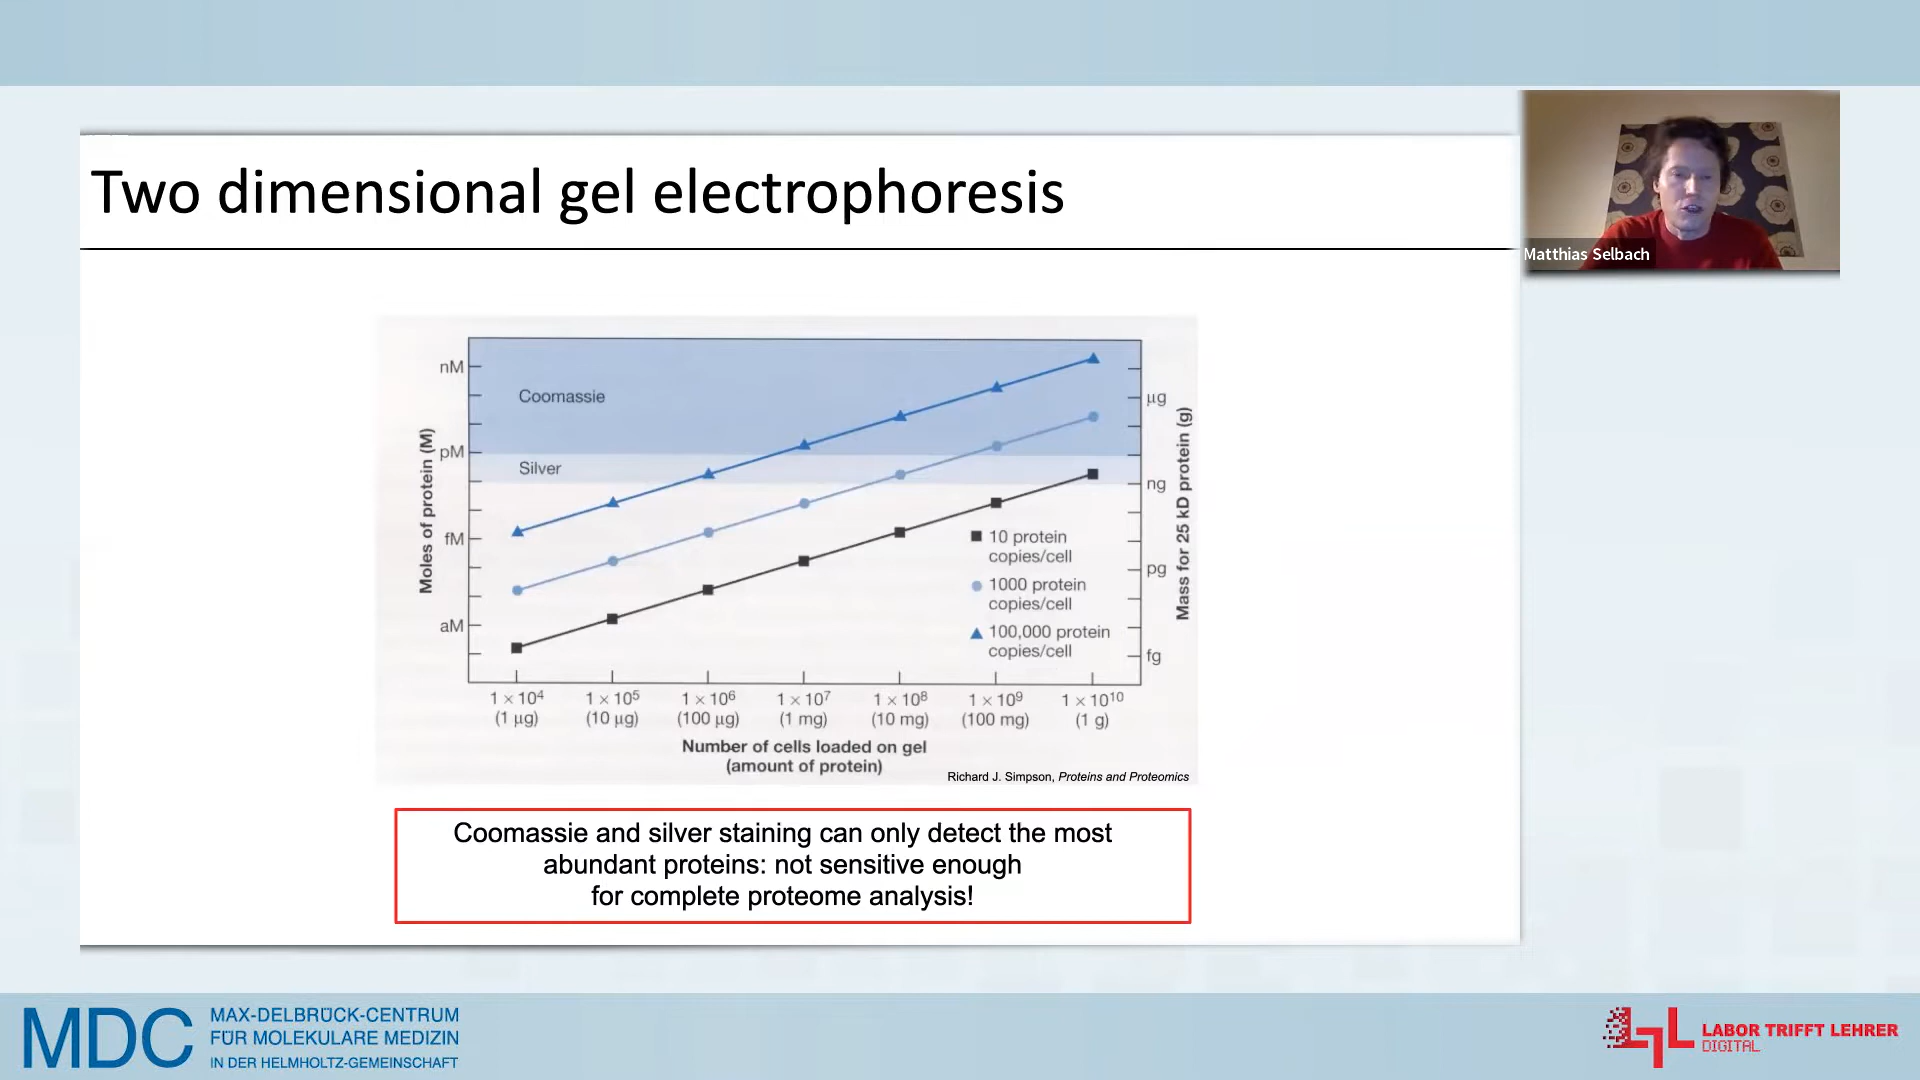 Two dimensional gel electrophoresis
Matthias Selbach
Moles of protein (M)
nM
pM
fM
aM
Coomassie
Silver
10 protein
copies/cell
1000 protein
copies/cell
100,000 protein
copies/cell
µg
ng
pg
fg
Mass for 25 kD protein (g)
1 × 10⁴ 1 × 10⁵ 1 × 10⁶ 1 × 10⁷ 1 × 10⁸ 1 × 10⁹ 1 × 10¹⁰
(1 µg) (10 µg) (100 µg) (1 mg) (10 mg) (100 mg) (1 g)
Number of cells loaded on gel
(amount of protein)
Richard J. Simpson, Proteins and Proteomics
Coomassie and silver staining can only detect the most
abundant proteins: not sensitive enough
for complete proteome analysis!
MDC
MAX-DELBRÜCK-CENTRUM
FÜR MOLEKULARE MEDIZIN
IN DER HELMHOLTZ-GEMEINSCHAFT
LABOR TRIFFT LEHRER
DIGITAL